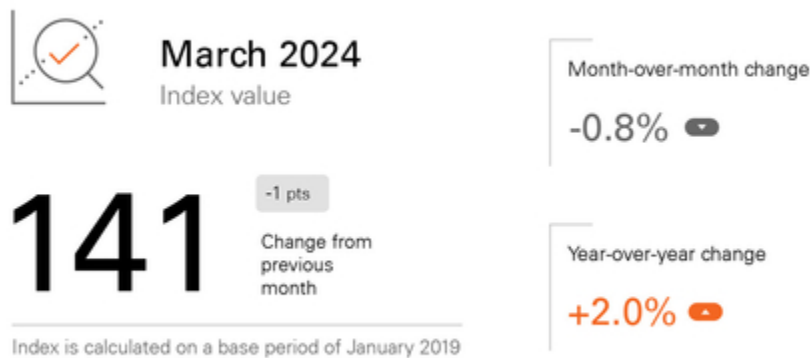 March 2024
Index value
141
-1 pts
Change from
previous
month
Index is calculated on a base period of January 2019
Month-over-month change
-0.8%
Year-over-year change
+2.0%